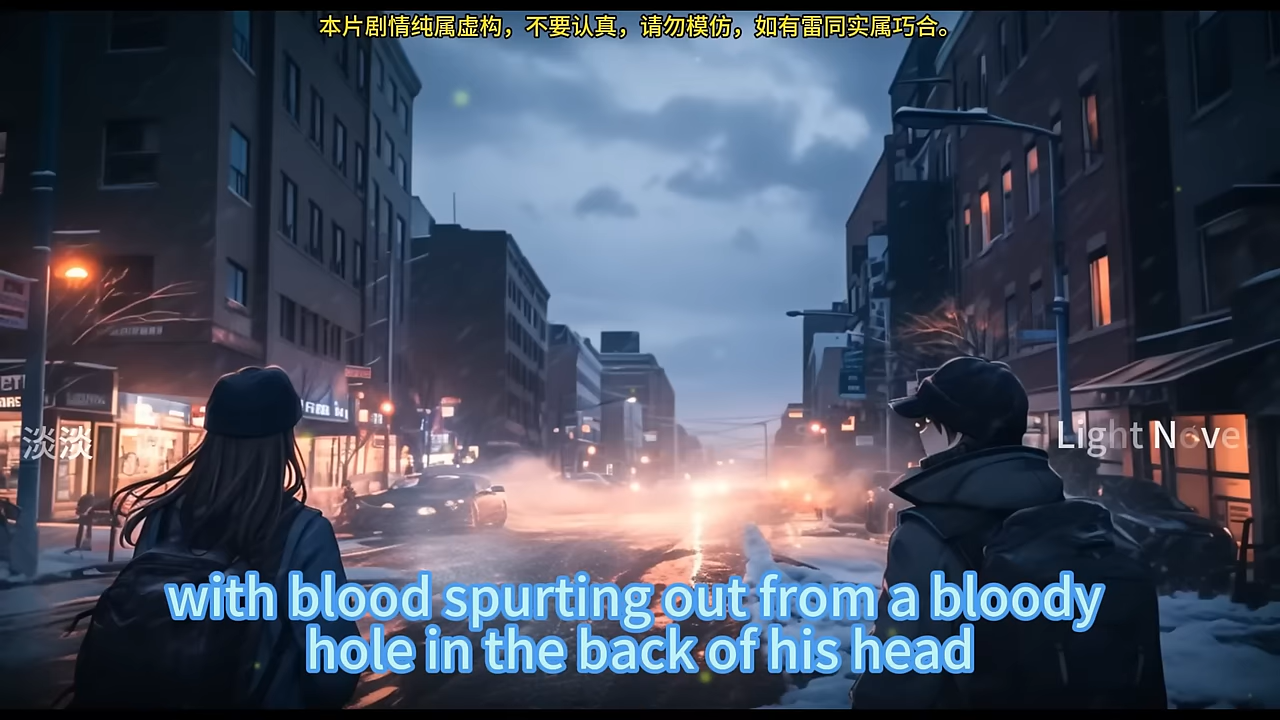 本片剧情纯属虚构，不要认真，请勿模仿，如有雷同实属巧合。
淡淡
Light Novel
with blood spurting out from a bloody
hole in the back of his head